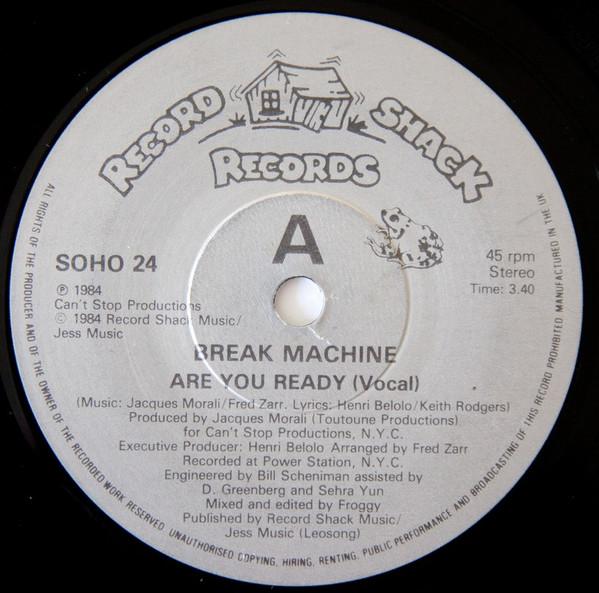 RECORD SHACK
RECORDS
A
SOHO 24
45 rpm
Stereo
Time: 3.40
Ⓟ 1984
Can't Stop Productions
© 1984 Record Shack Music/
Jess Music
BREAK MACHINE
ARE YOU READY (Vocal)
(Music: Jacques Morali/Fred Zarr. Lyrics: Henri Belolo/Keith Rodgers)
Produced by Jacques Morali (Toutoune Productions)
for Can't Stop Productions, N.Y.C.
Executive Producer: Henri Belolo Arranged by Fred Zarr
Recorded at Power Station, N.Y.C.
Engineered by Bill Scheniman assisted by
D. Greenberg and Sehra Yun
Mixed and edited by Froggy
Published by Record Shack Music/
Jess Music (Leosong)
ALL RIGHTS OF THE PRODUCER AND OF THE OWNER OF THE RECORDED WORK RESERVED. UNAUTHORISED COPYING, HIRING, RENTING, PUBLIC PERFORMANCE AND BROADCASTING OF THIS RECORD PROHIBITED. MANUFACTURED IN THE UK